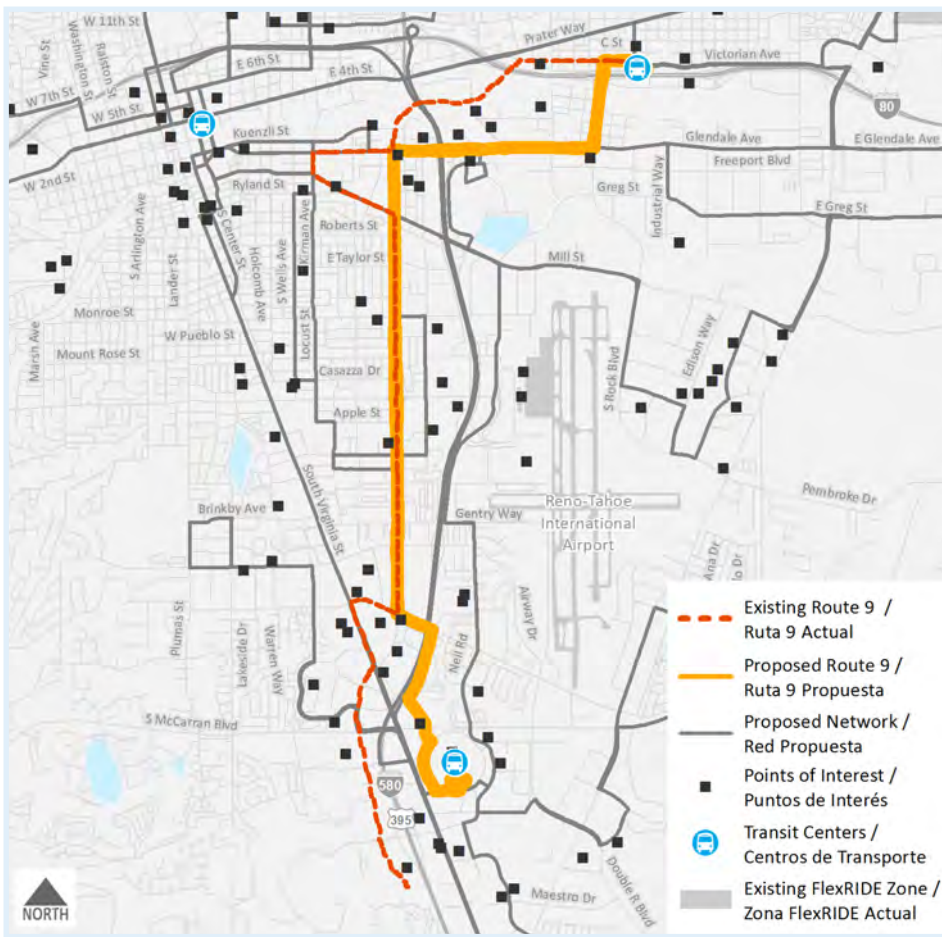 W 11th St
Prater Way
C St
Victorian Ave
Vine St
Washington St
Ralston St
E 6th St
E 4th St
W 7th St
W 5th St
80
Kuenzli St
Glendale Ave
E Glendale Ave
Freeport Blvd
W 2nd St
Ryland St
Greg St
Industrial Way
E Greg St
S Arlington Ave
Lander St
S Center St
Holcomb Ave
S Wells Ave
Kirman Ave
Roberts St
E Taylor St
Mill St
Monroe St
W Pueblo St
Locust St
Marsh Ave
Mount Rose St
Casazza Dr
S Rock Blvd
Edison Way
Apple St
South Virginia St
Brinkby Ave
Gentry Way
Reno-Tahoe
International
Airport
Pembroke Dr
Ana Dr
lo Dr
Plumas St
Lakeside Dr
Warren Way
Neil Rd
Airway Dr
S McCarran Blvd
580
395
Maestro Dr
Double R Blvd
NORTH
Existing Route 9 /
Ruta 9 Actual
Proposed Route 9 /
Ruta 9 Propuesta
Proposed Network /
Red Propuesta
Points of Interest /
Puntos de Interés
Transit Centers /
Centros de Transporte
Existing FlexRIDE Zone /
Zona FlexRIDE Actual